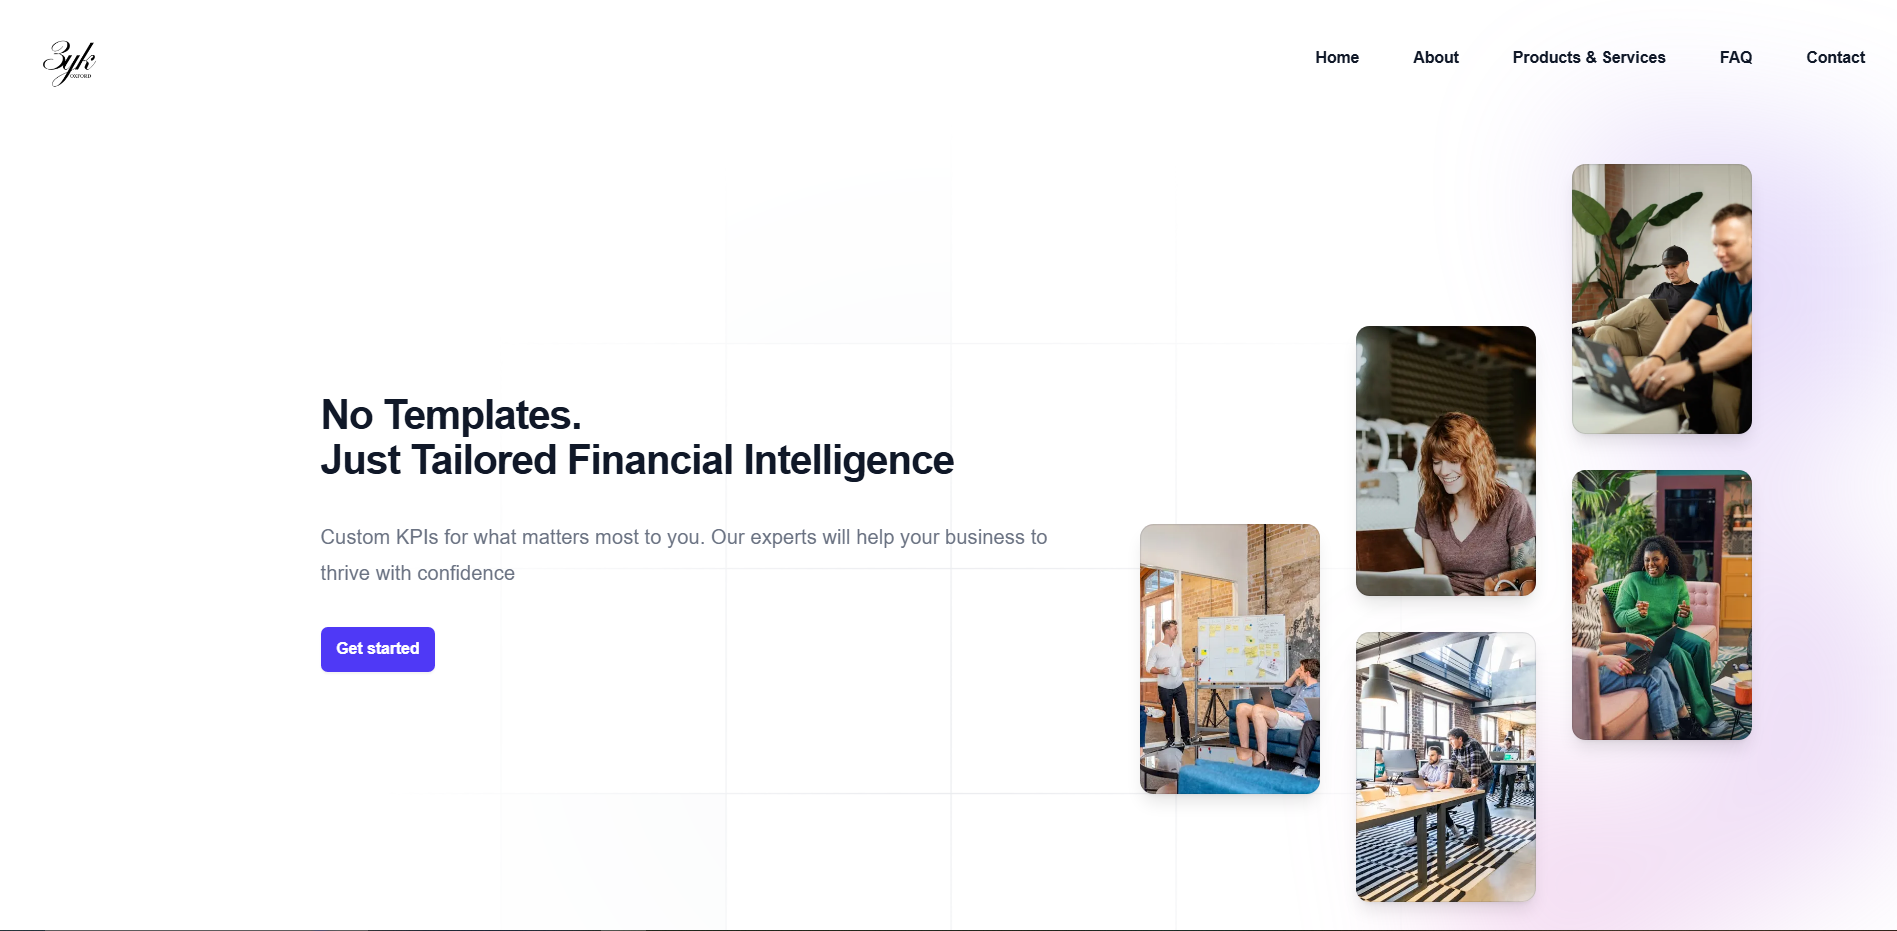 3yk
OXFORD
Home About Products & Services FAQ Contact
No Templates.
Just Tailored Financial Intelligence
Custom KPIs for what matters most to you. Our experts will help your business to
thrive with confidence
Get started